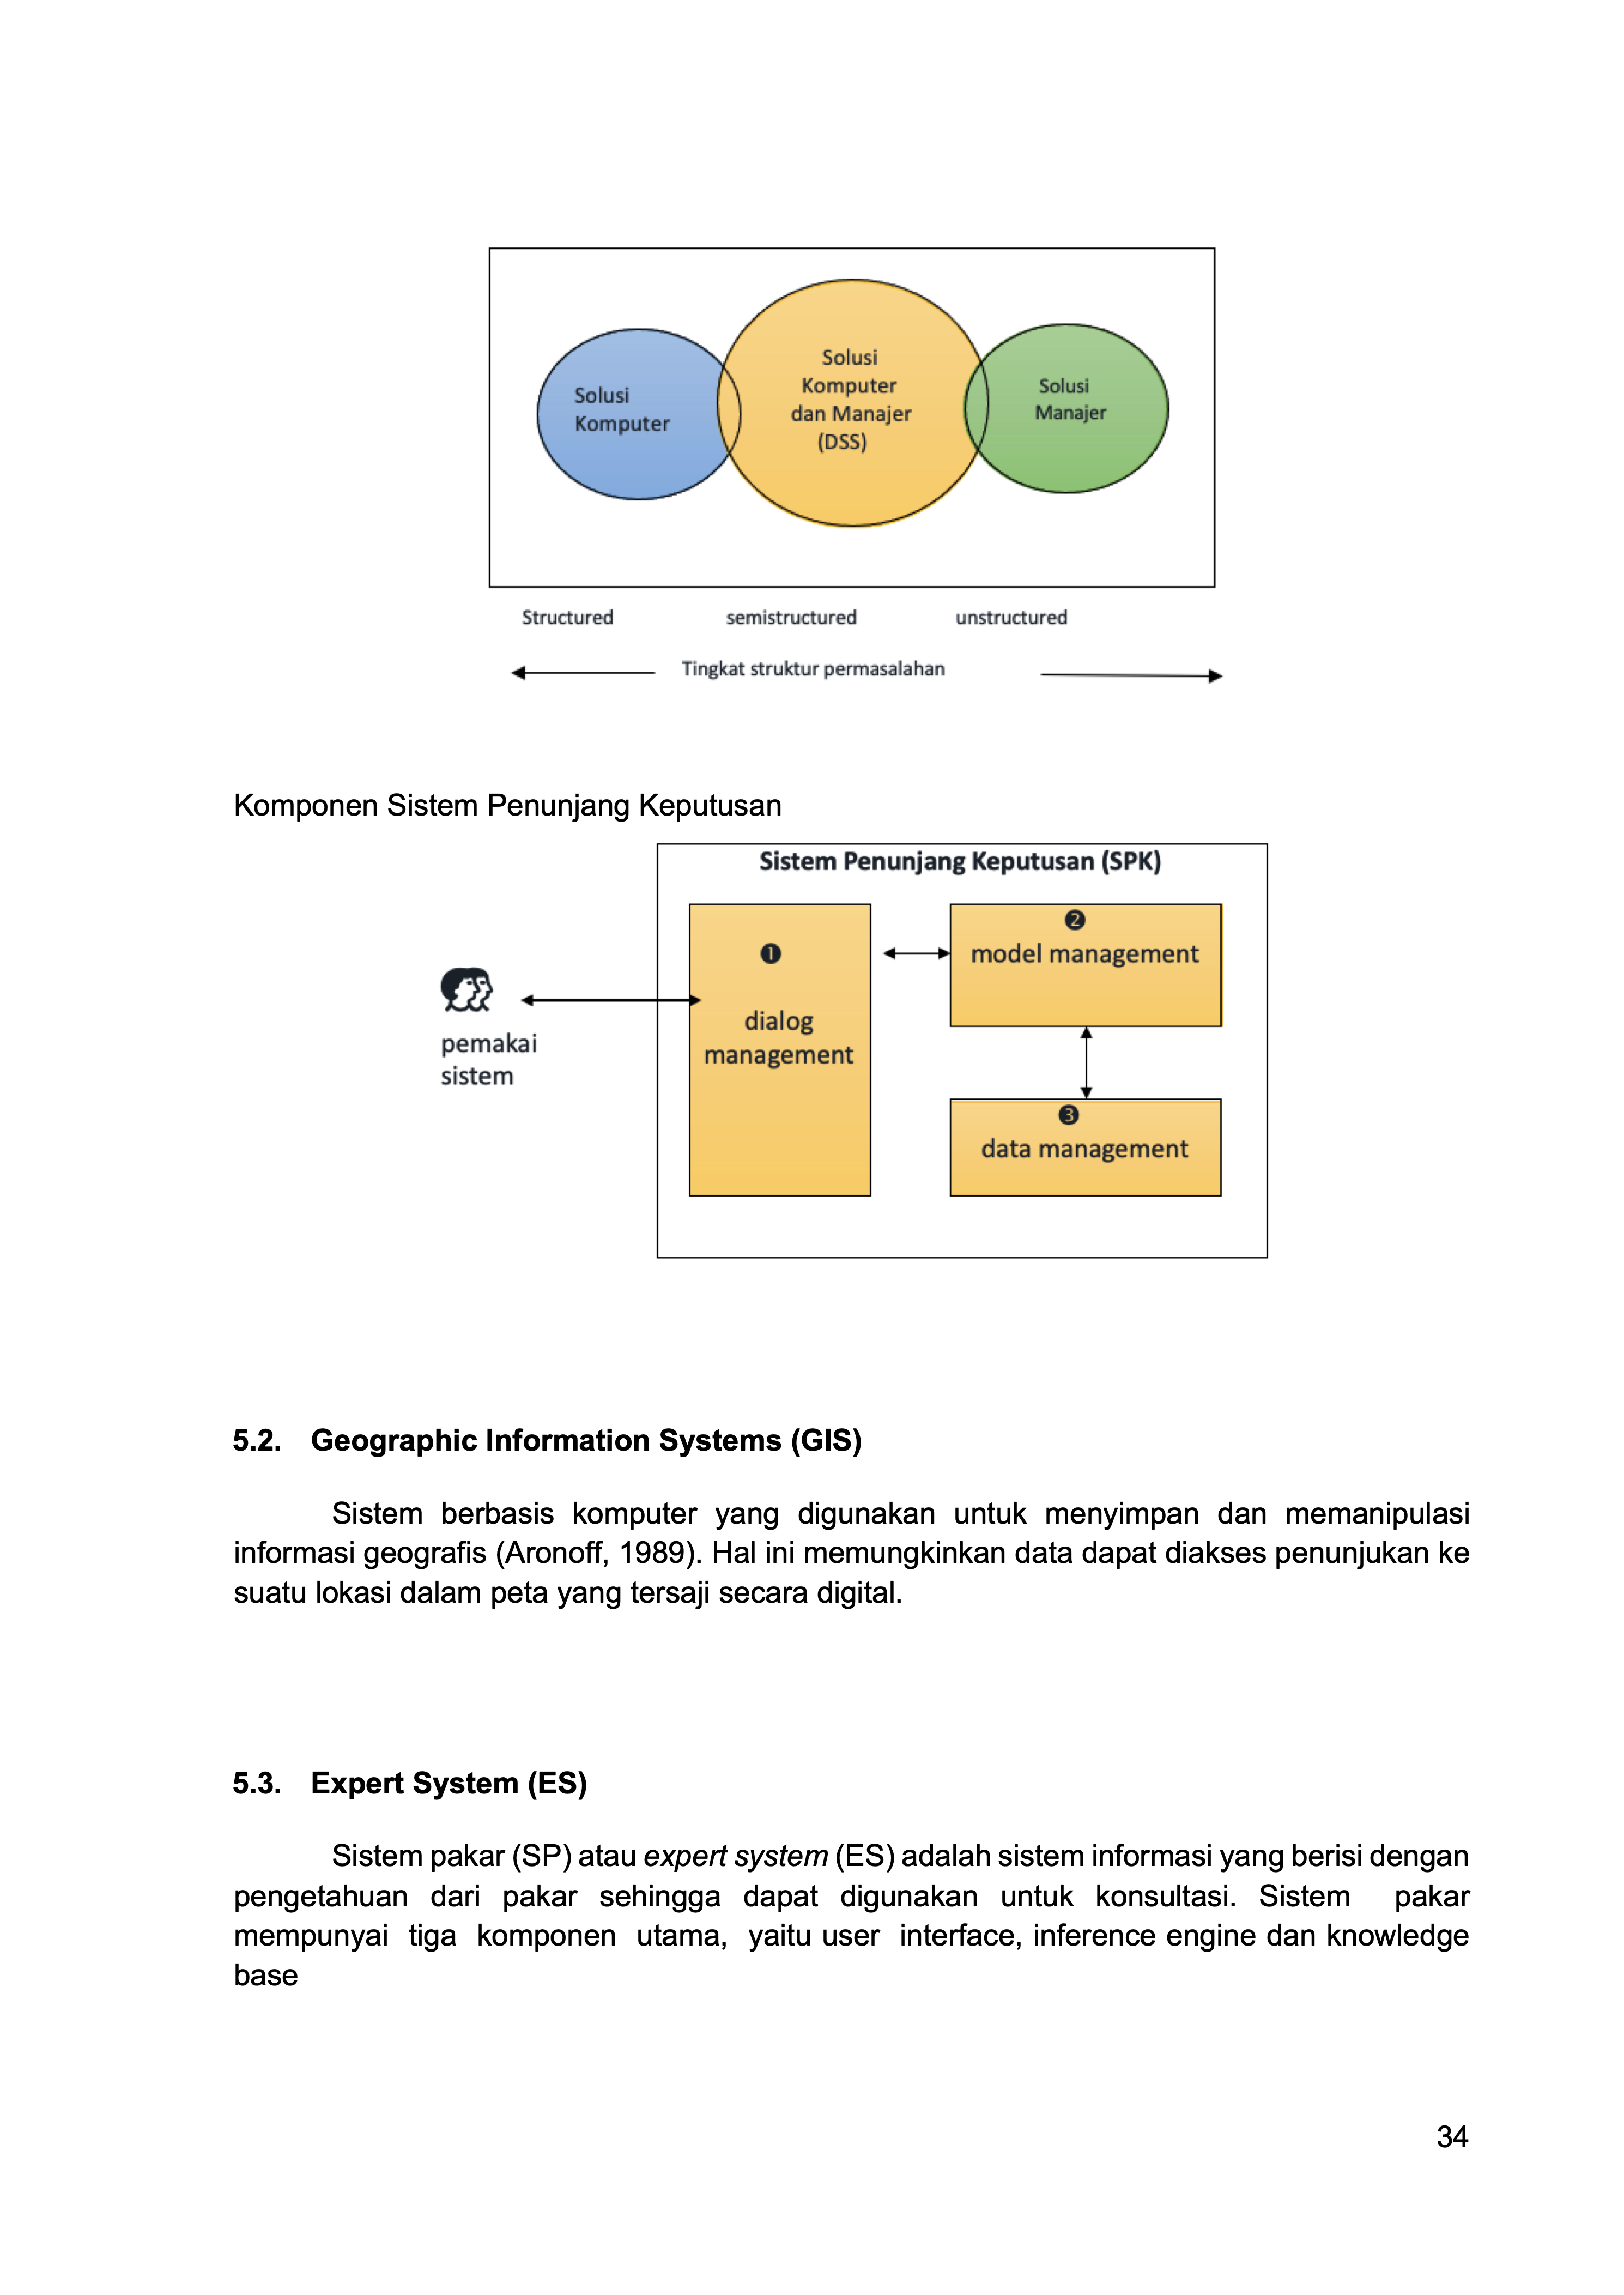 Solusi
Komputer
Solusi
Komputer
dan Manajer
(DSS)
Solusi
Manajer
Structured semistructured unstructured
Tingkat struktur permasalahan
Komponen Sistem Penunjang Keputusan
Sistem Penunjang Keputusan (SPK)
❶
dialog
management
❷
model management
pemakai
sistem
❸
data management
5.2. Geographic Information Systems (GIS)
Sistem berbasis komputer yang digunakan untuk menyimpan dan memanipulasi
informasi geografis (Aronoff, 1989). Hal ini memungkinkan data dapat diakses penunjukan ke
suatu lokasi dalam peta yang tersaji secara digital.
5.3. Expert System (ES)
Sistem pakar (SP) atau expert system (ES) adalah sistem informasi yang berisi dengan
pengetahuan dari pakar sehingga dapat digunakan untuk konsultasi. Sistem pakar
mempunyai tiga komponen utama, yaitu user interface, inference engine dan knowledge
base
34